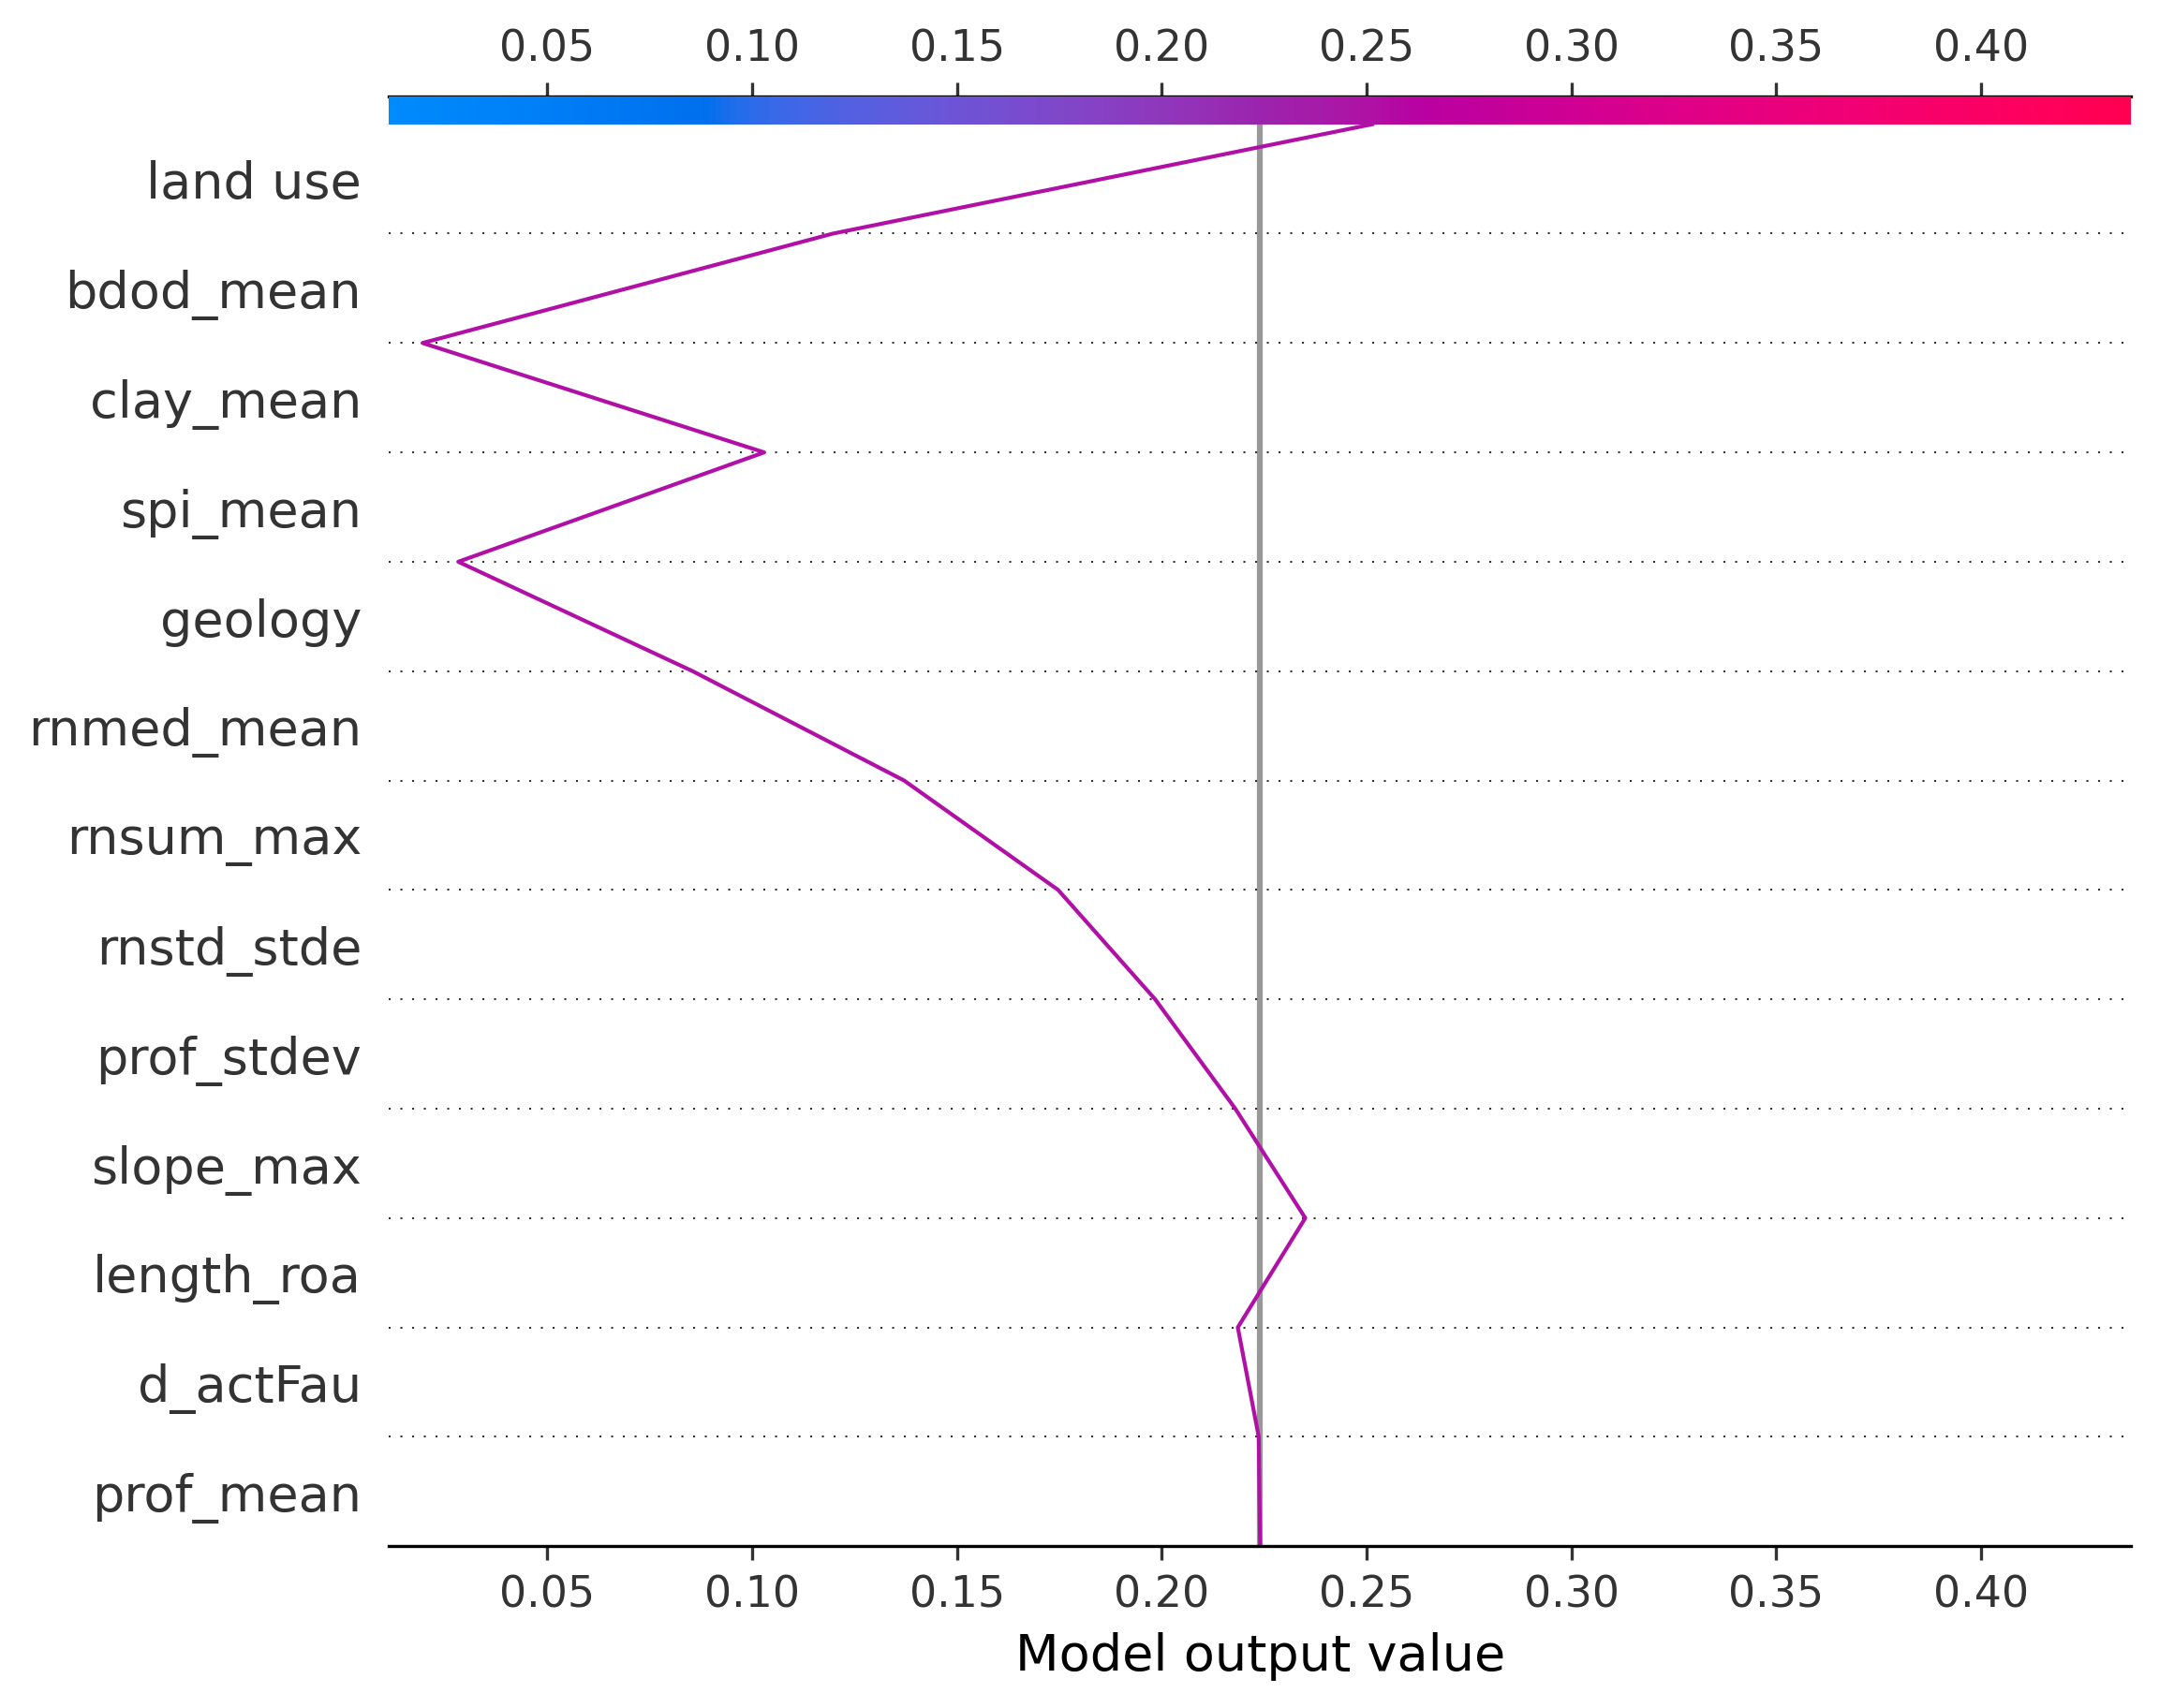 0.05 0.10 0.15 0.20 0.25 0.30 0.35 0.40
land use
bdod_mean
clay_mean
spi_mean
geology
rnmed_mean
rnsum_max
rnstd_stde
prof_stdev
slope_max
length_roa
d_actFau
prof_mean
0.05 0.10 0.15 0.20 0.25 0.30 0.35 0.40
Model output value